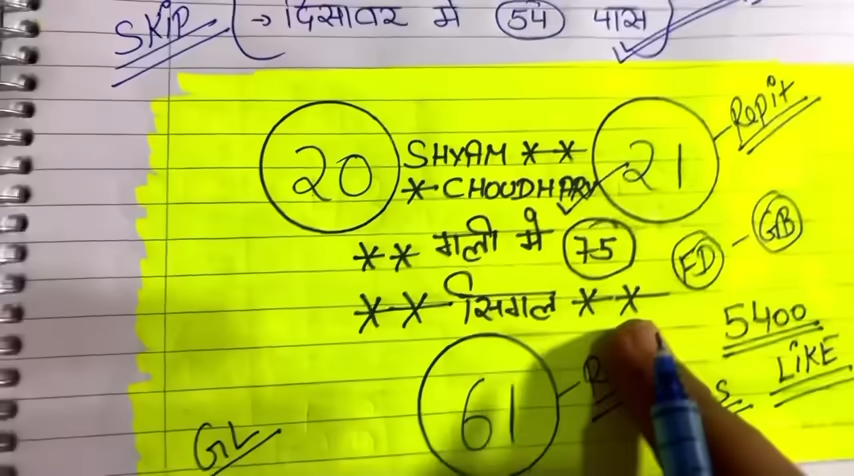 SKIP → दिसावर मे 54 पास
Repit
20 SHYAM ** 21
* CHOUDHARY
** गली मे 75
FD - GB
** सिगल **
5400
LIKE
61 R
S
GL